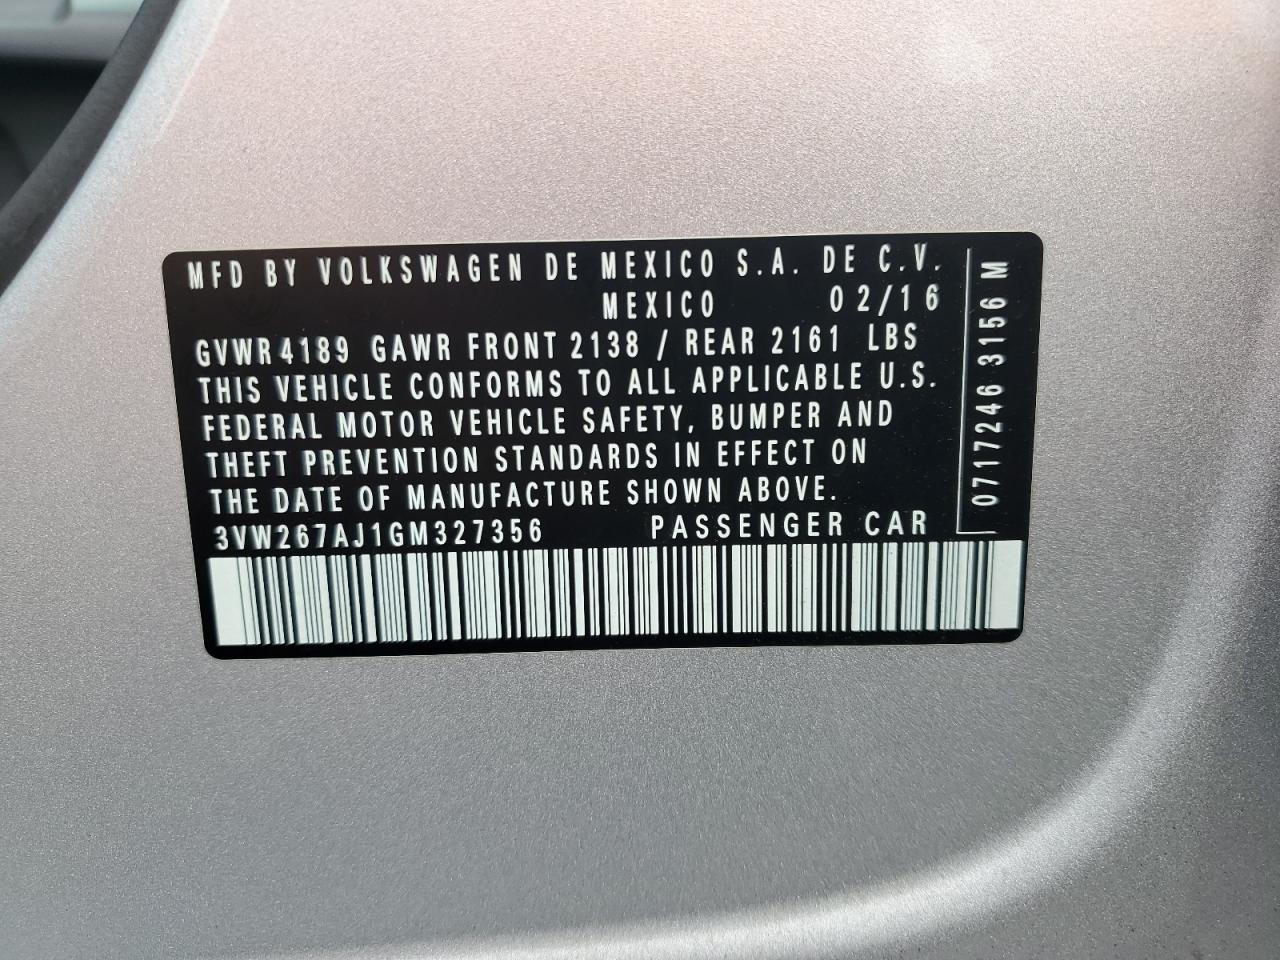 MFD BY VOLKSWAGEN DE MEXICO S.A. DE C.V.
MEXICO 02/16
GVWR 4189 GAWR FRONT 2138 / REAR 2161 LBS
THIS VEHICLE CONFORMS TO ALL APPLICABLE U.S.
FEDERAL MOTOR VEHICLE SAFETY, BUMPER AND
THEFT PREVENTION STANDARDS IN EFFECT ON
THE DATE OF MANUFACTURE SHOWN ABOVE.
3VW267AJ1GM327356 PASSENGER CAR
0717246 3156 M